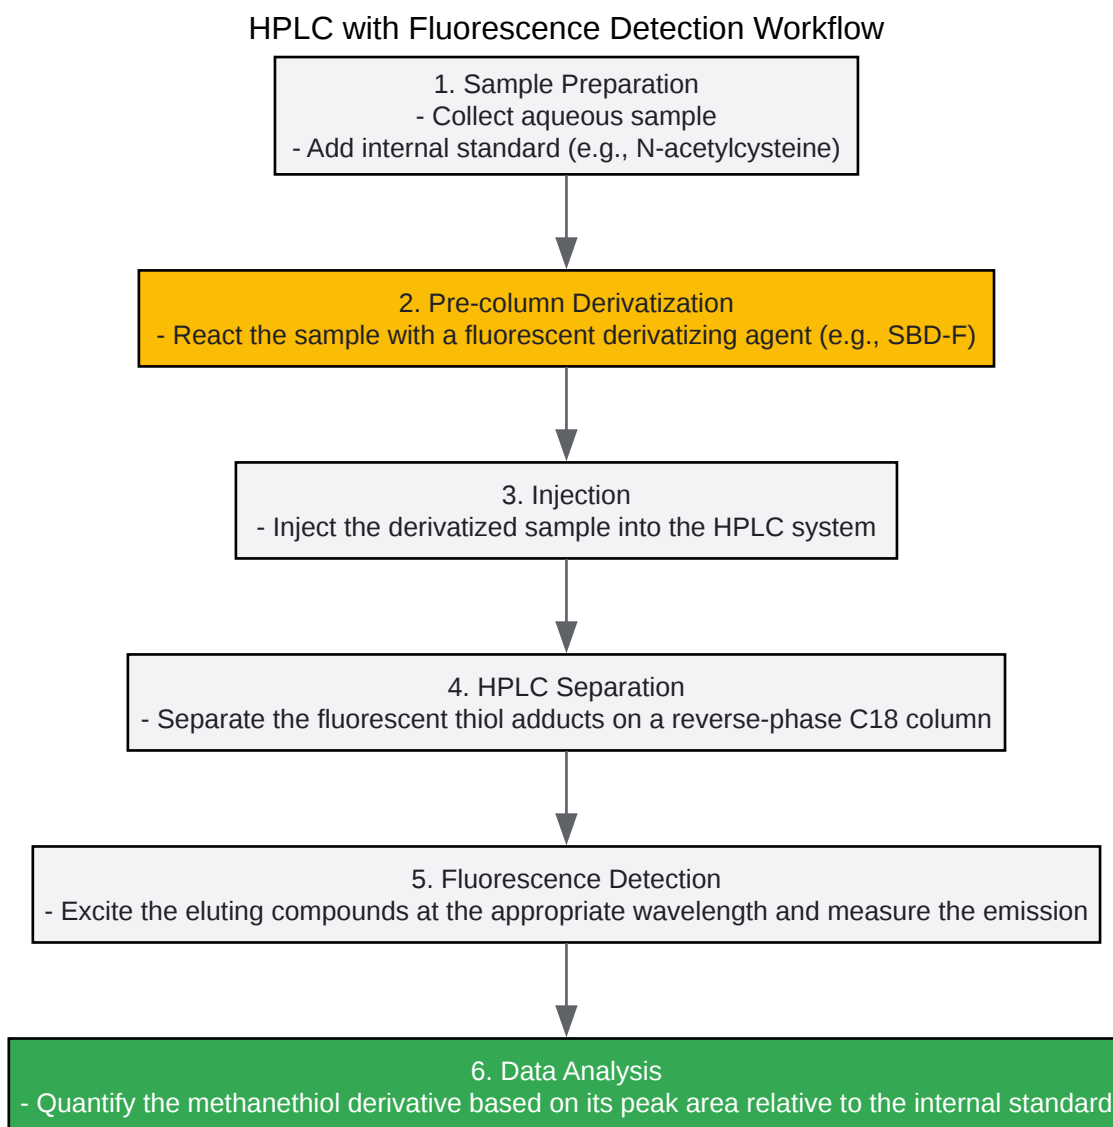 HPLC with Fluorescence Detection Workflow
1. Sample Preparation
- Collect aqueous sample
- Add internal standard (e.g., N-acetylcysteine)
2. Pre-column Derivatization
- React the sample with a fluorescent derivatizing agent (e.g., SBD-F)
3. Injection
- Inject the derivatized sample into the HPLC system
4. HPLC Separation
- Separate the fluorescent thiol adducts on a reverse-phase C18 column
5. Fluorescence Detection
- Excite the eluting compounds at the appropriate wavelength and measure the emission
6. Data Analysis
- Quantify the methanethiol derivative based on its peak area relative to the internal standard